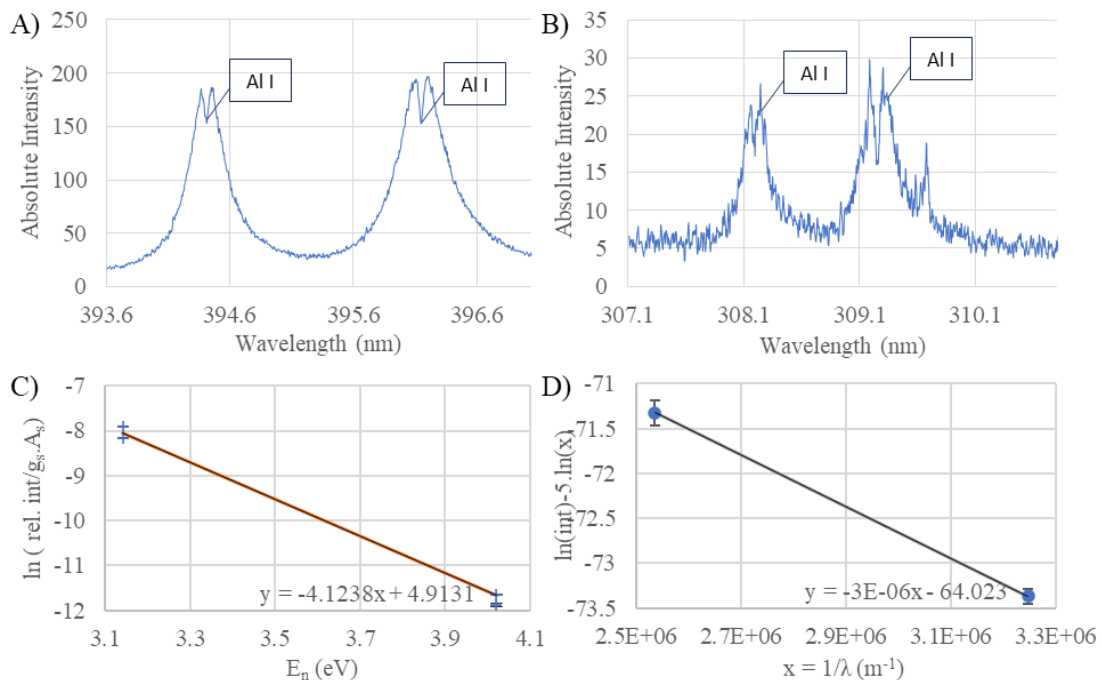 A)
250
200
150
100
50
0
Absolute Intensity
Al I
Al I
393.6 394.6 395.6 396.6
Wavelength (nm)
B)
35
30
25
20
15
10
5
0
Absolute Intensity
Al I
Al I
307.1 308.1 309.1 310.1
Wavelength (nm)
C)
-7
-8
-9
-10
-11
-12
ln ( rel. int/gs.As)
y = -4.1238x + 4.9131
3.1 3.3 3.5 3.7 3.9 4.1
En (eV)
D)
-71
-71.5
-72
-72.5
-73
-73.5
ln(int)-5.ln(x)
y = -3E-06x - 64.023
2.5E+06 2.7E+06 2.9E+06 3.1E+06 3.3E+06
x = 1/λ (m-1)